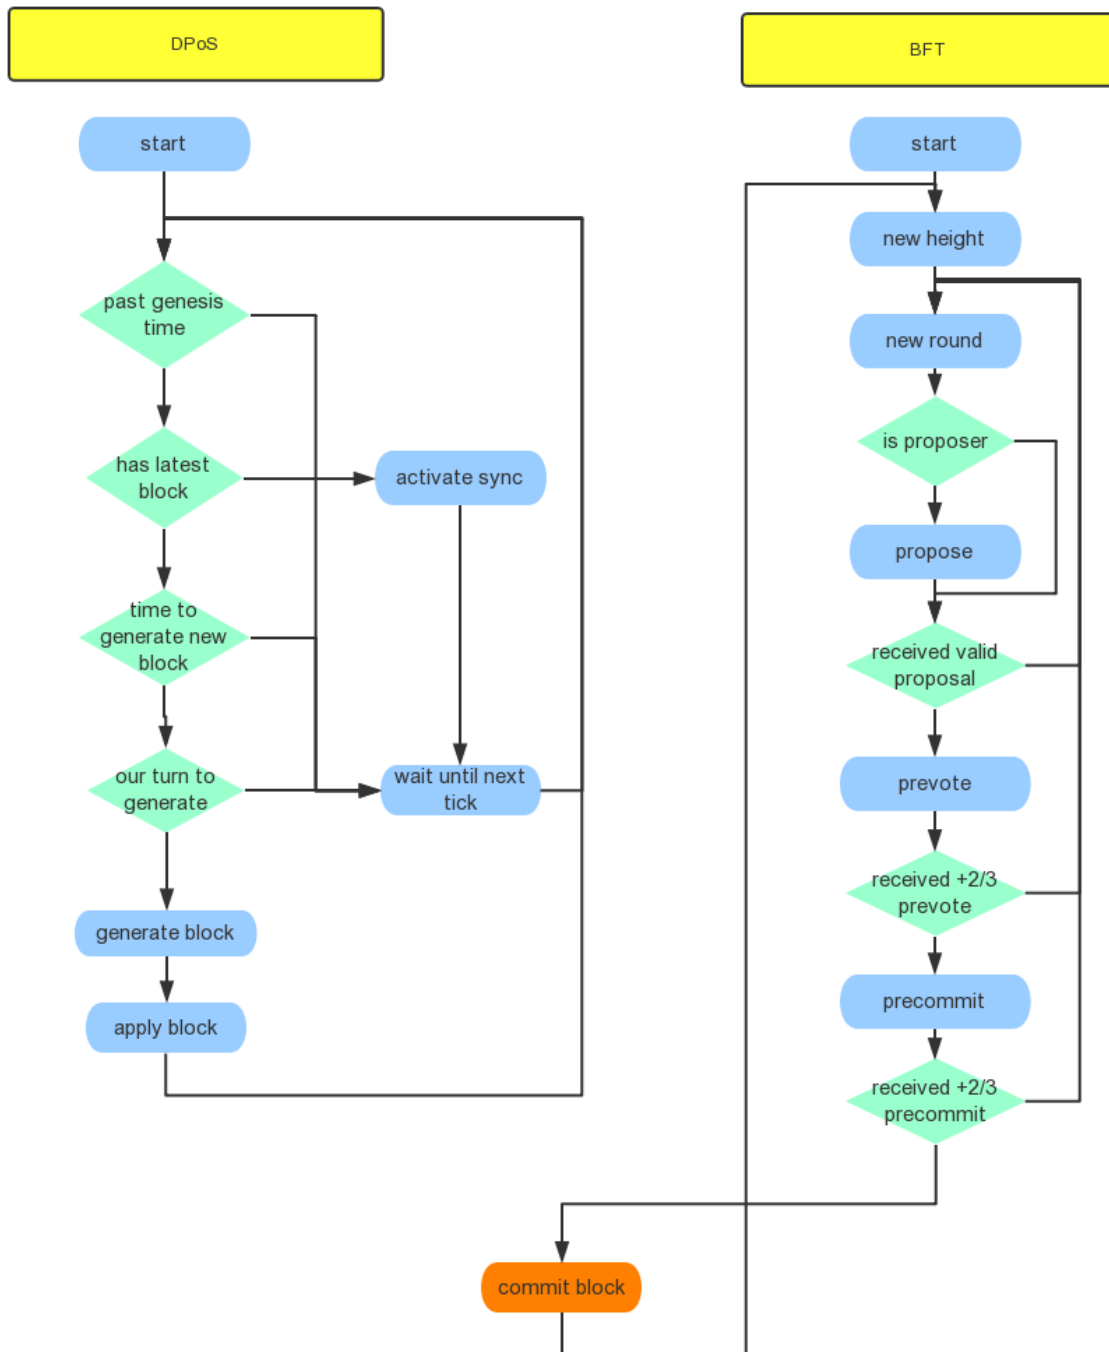 DPoS
start
past genesis
time
has latest
block
activate sync
time to
generate new
block
our turn to
generate
wait until next
tick
generate block
apply block
BFT
start
new height
new round
is proposer
propose
received valid
proposal
prevote
received +2/3
prevote
precommit
received +2/3
precommit
commit block